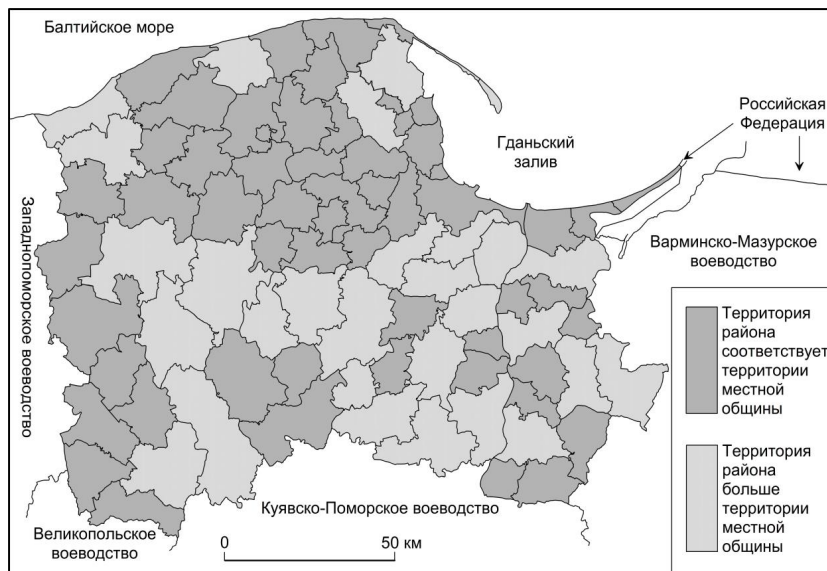 Балтийское море
Российская
Федерация
Гданьский
залив
Западнопоморское воеводство
Варминско-Мазурское
воеводство
Территория
района
соответствует
территории
местной
общины
Территория
района
больше
территории
местной
общины
Куявско-Поморское воеводство
Великопольское
воеводство
0
50 км